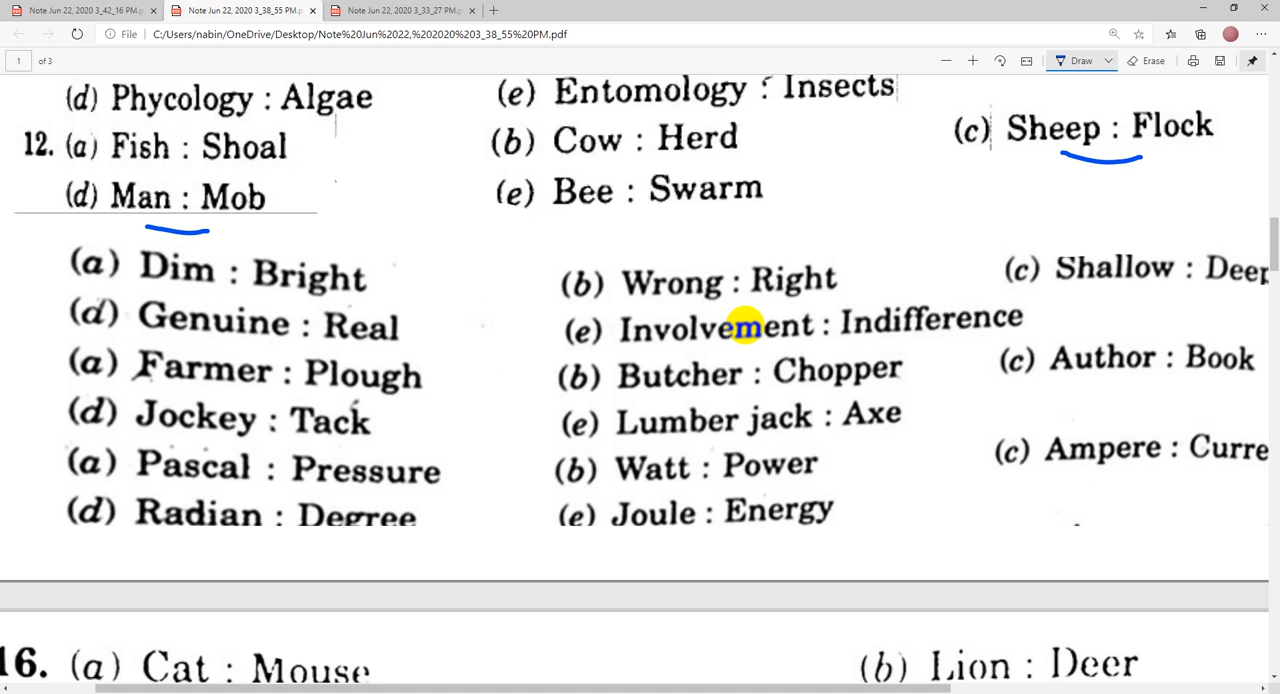 Note Jun 22, 2020 3_42_16 PM.p
Note Jun 22, 2020 3_38_55 PM.p
Note Jun 22, 2020 3_33_27 PM.p
File C:/Users/nabin/OneDrive/Desktop/Note%20Jun%2022,%202020%203_38_55%20PM.pdf
1 of 3 Draw Erase
(d) Phycology : Algae (e) Entomology : Insects
12. (a) Fish : Shoal (b) Cow : Herd (c) Sheep : Flock
(d) Man : Mob (e) Bee : Swarm
(a) Dim : Bright (b) Wrong : Right (c) Shallow : Deep
(d) Genuine : Real (e) Involvement : Indifference
(a) Farmer : Plough (b) Butcher : Chopper (c) Author : Book
(d) Jockey : Tack (e) Lumber jack : Axe
(a) Pascal : Pressure (b) Watt : Power (c) Ampere : Curre
(d) Radian : Degree (e) Joule : Energy
16. (a) Cat : Mouse (b) Lion : Deer